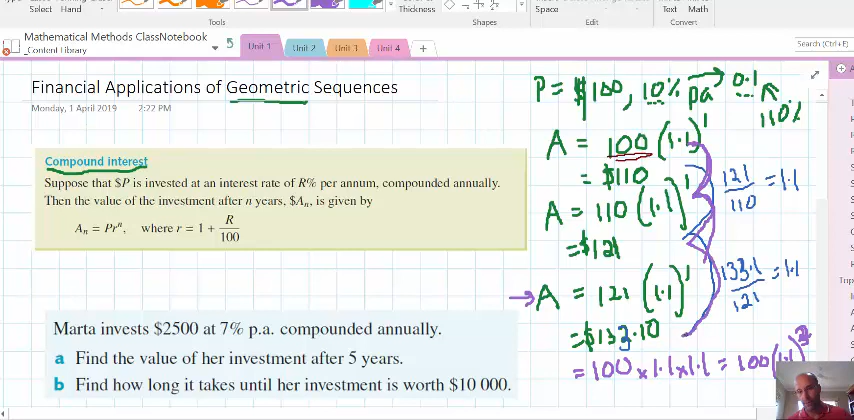 Color &
Thickness
Tools
Shapes
Insert Extra
Space
Edit
Ink to
Text
Ink to
Math
Convert
Mathematical Methods ClassNotebook
_Content Library
Unit 1
Unit 2
Unit 3
Unit 4
+
Search (Ctrl+E)
Financial Applications of Geometric Sequences
Monday, 1 April 2019 2:22 PM
Compound interest
Suppose that $P is invested at an interest rate of R% per annum, compounded annually.
Then the value of the investment after n years, $Aₙ, is given by
Aₙ = Prⁿ, where r = 1 + R/100
Marta invests $2500 at 7% p.a. compounded annually.
a Find the value of her investment after 5 years.
b Find how long it takes until her investment is worth $10 000.
P = $100, 10% pa → 0.1
110%
A = 100 (1.1)¹
= $110
121/110 = 1.1
A = 110 (1.1)¹
= $121
133.1/121 = 1.1
→ A = 121 (1.1)¹
= $133.10
= 100 × 1.1 × 1.1 = 100(1.1)